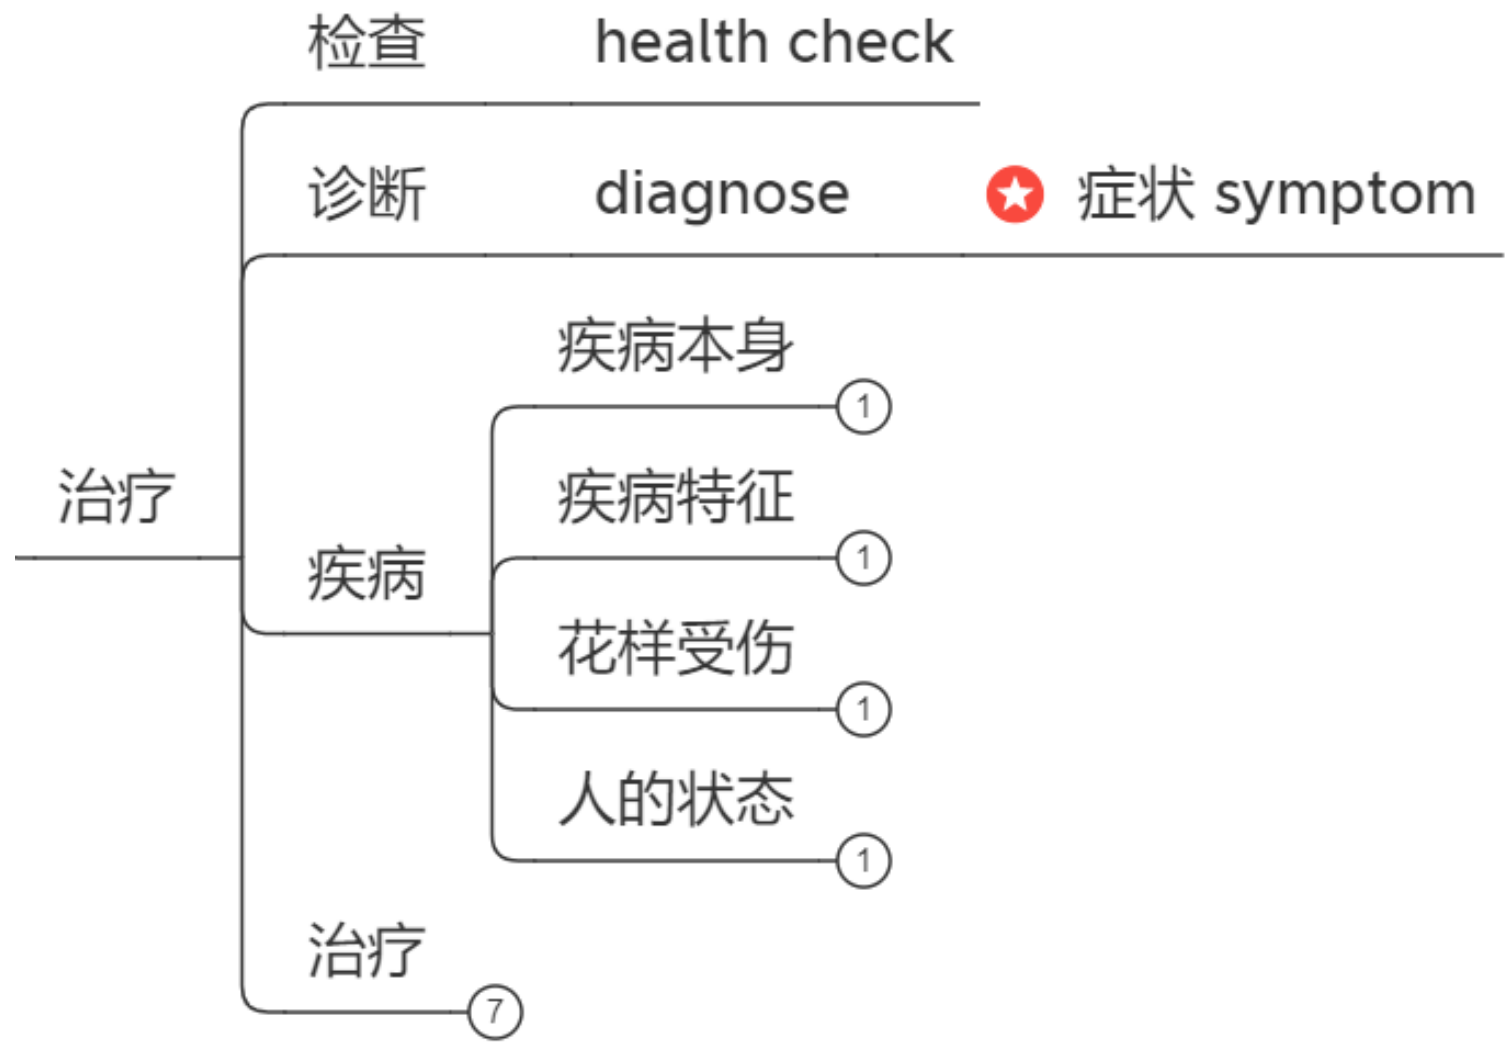 检查 health check
诊断 diagnose 症状 symptom
疾病本身
1
治疗
疾病特征
1
疾病
花样受伤
1
人的状态
1
治疗
7